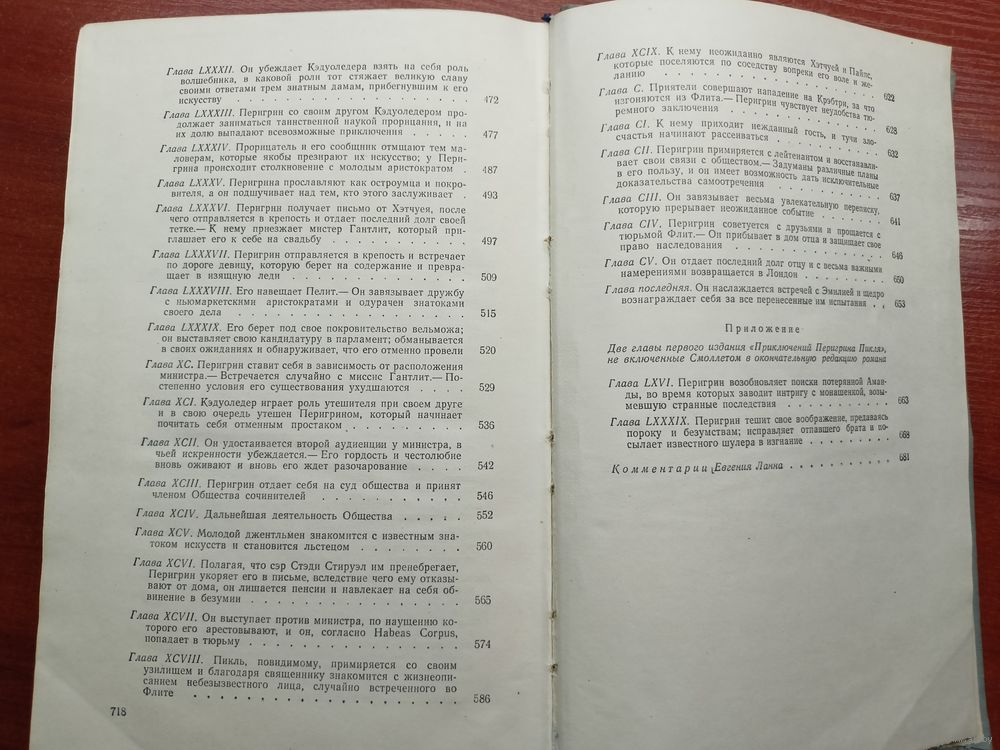 Глава LXXXII. Он убеждает Кэдуоледера взять на себя роль
волшебника, в каковой роли тот стяжает великую славу
своими ответами трем знатным дамам, прибегнувшим к его
искусству . . . . . . . . . . . . . . . . 472
Глава LXXXIII. Перигрин со своим другом Кэдуоледером про-
должает заниматься таинственной наукой прорицания, и на
их долю выпадают всевозможные приключения . . . . . 477
Глава LXXXIV. Прорицатель и его сообщник отмщают тем ма-
ловерам, которые якобы презирают их искусство; у Пери-
грина происходит столкновение с молодым аристократом . 487
Глава LXXXV. Перигрина прославляют как остроумца и покро-
вителя, а он подшучивает над тем, кто этого заслуживает . 493
Глава LXXXVI. Перигрин получает письмо от Хэтчуея, после
чего отправляется в крепость и отдает последний долг своей
тетке.— К нему приезжает мистер Гантлит, который при-
глашает его к себе на свадьбу . . . . . . . . . . 497
Глава LXXXVII. Перигрин отправляется в крепость и встречает
по дороге девицу, которую берет на содержание и превра-
щает в изящную леди . . . . . . . . . . . . . 509
Глава LXXXVIII. Его навещает Пелит.— Он завязывает дружбу
с ньюмаркетскими аристократами и одурачен знатоками
своего дела . . . . . . . . . . . . . . . . 515
Глава LXXXIX. Его берет под свое покровительство вельможа;
он выставляет свою кандидатуру в парламент; обманывается
в своих ожиданиях и обнаруживает, что его отменно провели 520
Глава XC. Перигрин ставит себя в зависимость от расположения
министра.— Встречается случайно с миссис Гантлит.— По-
степенно условия его существования ухудшаются . . . . 529
Глава XCI. Кэдуоледер играет роль утешителя при своем друге
и в свою очередь утешен Перигрином, который начинает
почитать себя отменным простаком . . . . . . . . . 536
Глава XCII. Он удостаивается второй аудиенции у министра, в
чьей искренности убеждается.— Его гордость и честолюбие
вновь оживают и вновь его ждет разочарование . . . . 542
Глава XCIII. Перигрин отдает себя на суд общества и принят
членом Общества сочинителей . . . . . . . . . . . 546
Глава XCIV. Дальнейшая деятельность Общества . . . . . 552
Глава XCV. Молодой джентльмен знакомится с известным зна-
током искусств и становится льстецом . . . . . . . . 560
Глава XCVI. Полагая, что сэр Стэди Стируэл им пренебрегает,
Перигрин укоряет его в письме, вследствие чего ему отказы-
вают от дома, он лишается пенсии и навлекает на себя об-
винение в безумии . . . . . . . . . . . . . . 565
Глава XCVII. Он выступает против министра, по наущению ко-
торого его арестовывают, и он, согласно Habeas Corpus,
попадает в тюрьму . . . . . . . . . . . . . . 574
Глава XCVIII. Пикль, повидимому, примиряется со своим
узилищем и благодаря священнику знакомится с жизнеопи-
санием небезызвестного лица, случайно встреченного во
Флите . . . . . . . . . . . . . . . . . . 586
718
Глава XCIX. К нему неожиданно являются Хэтчуей и Пайпс,
которые поселяются по соседству вопреки его воле и же-
ланию . . . . . . . . . . . . . . . . . . 622
Глава C. Приятели совершают нападение на Крэбтри, за что
изгоняются из Флита.— Перигрин чувствует неудобства тю-
ремного заключения . . . . . . . . . . . . . 628
Глава CI. К нему приходит нежданный гость, и тучи зло-
счастья начинают рассеиваться . . . . . . . . . . 632
Глава CII. Перигрин примиряется с лейтенантом и восстанавли-
вает свои связи с обществом.— Задуманы различные планы
в его пользу, и он имеет возможность дать исключительные
доказательства самоотречения . . . . . . . . . . 637
Глава CIII. Он завязывает весьма увлекательную переписку,
которую прерывает неожиданное событие . . . . . . 641
Глава CIV. Перигрин советуется с друзьями и прощается с
тюрьмой Флит.— Он прибывает в дом отца и защищает свое
право наследования . . . . . . . . . . . . . 646
Глава CV. Он отдает последний долг отцу и с весьма важными
намерениями возвращается в Лондон . . . . . . . . 650
Глава последняя. Он наслаждается встречей с Эмилией и щедро
вознаграждает себя за все перенесенные им испытания . . 653
Приложение
Две главы первого издания «Приключений Перигрина Пикля»,
не включенные Смоллетом в окончательную редакцию романа
Глава LXVI. Перигрин возобновляет поиски потерянной Аман-
ды, во время которых заводит интригу с монашенкой, возы-
мевшую странные последствия . . . . . . . . . . 663
Глава LXXXIX. Перигрин тешит свое воображение, предаваясь
пороку и безумствам; исправляет отпавшего брата и по-
сылает известного шулера в изгнание . . . . . . . . 668
Комментарии Евгения Ланна . . . . . . . . . . . 681